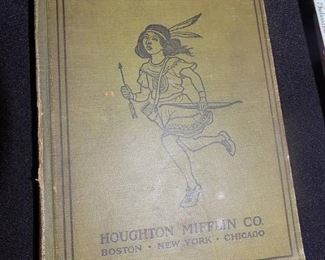 HOUGHTON MIFFLIN CO.
BOSTON • NEW YORK • CHICAGO